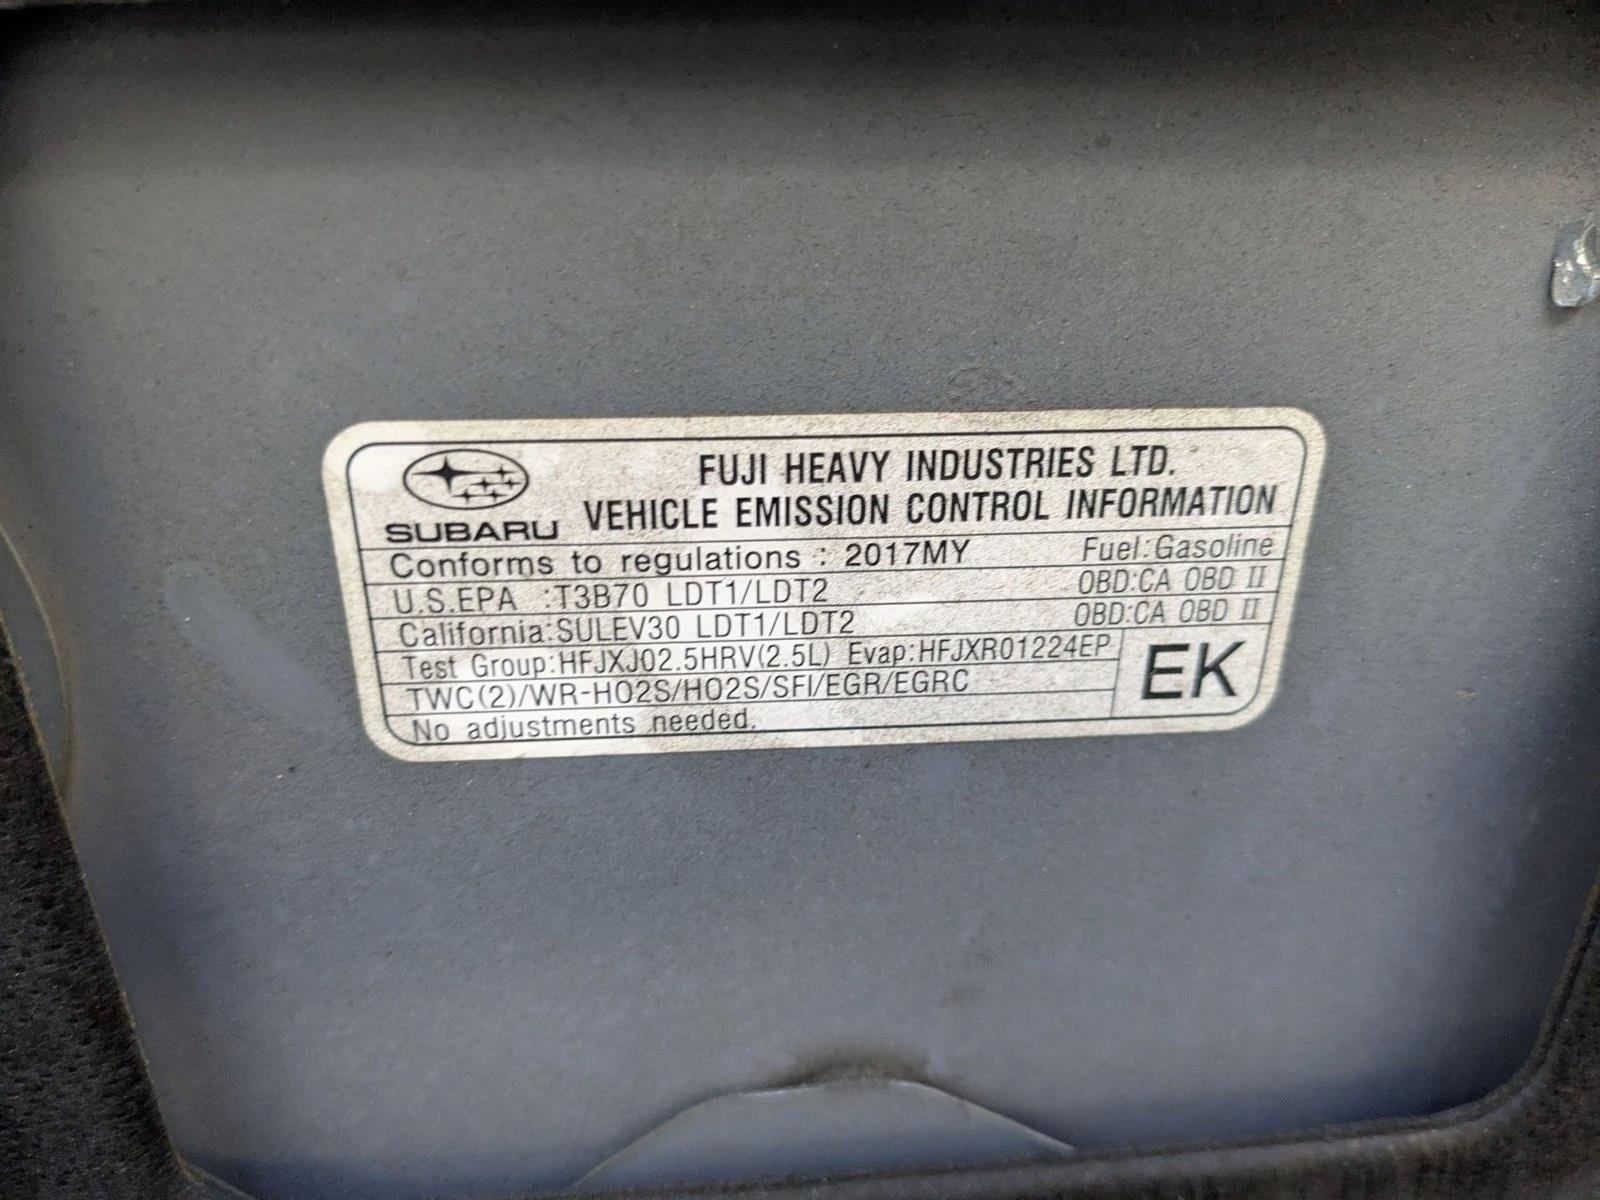 FUJI HEAVY INDUSTRIES LTD.
SUBARU VEHICLE EMISSION CONTROL INFORMATION
Conforms to regulations : 2017MY Fuel:Gasoline
U.S.EPA :T3B70 LDT1/LDT2 OBD:CA OBD II
California:SULEV30 LDT1/LDT2 OBD:CA OBD II
Test Group:HFJXJ02.5HRV(2.5L) Evap:HFJXR01224EP
TWC(2)/WR-HO2S/HO2S/SFI/EGR/EGRC
EK
No adjustments needed.